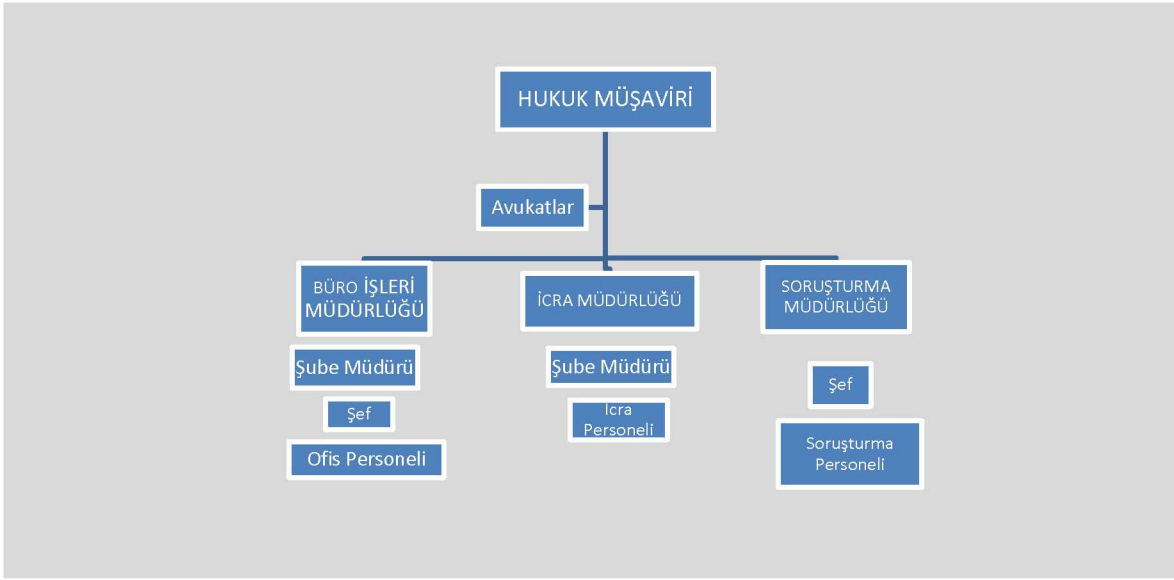 HUKUK MÜŞAVİRİ
Avukatlar
BÜRO İŞLERİ
MÜDÜRLÜĞÜ
Şube Müdürü
Şef
Ofis Personeli
İCRA MÜDÜRLÜĞÜ
Şube Müdürü
İcra
Personeli
SORUŞTURMA
MÜDÜRLÜĞÜ
Şef
Soruşturma
Personeli